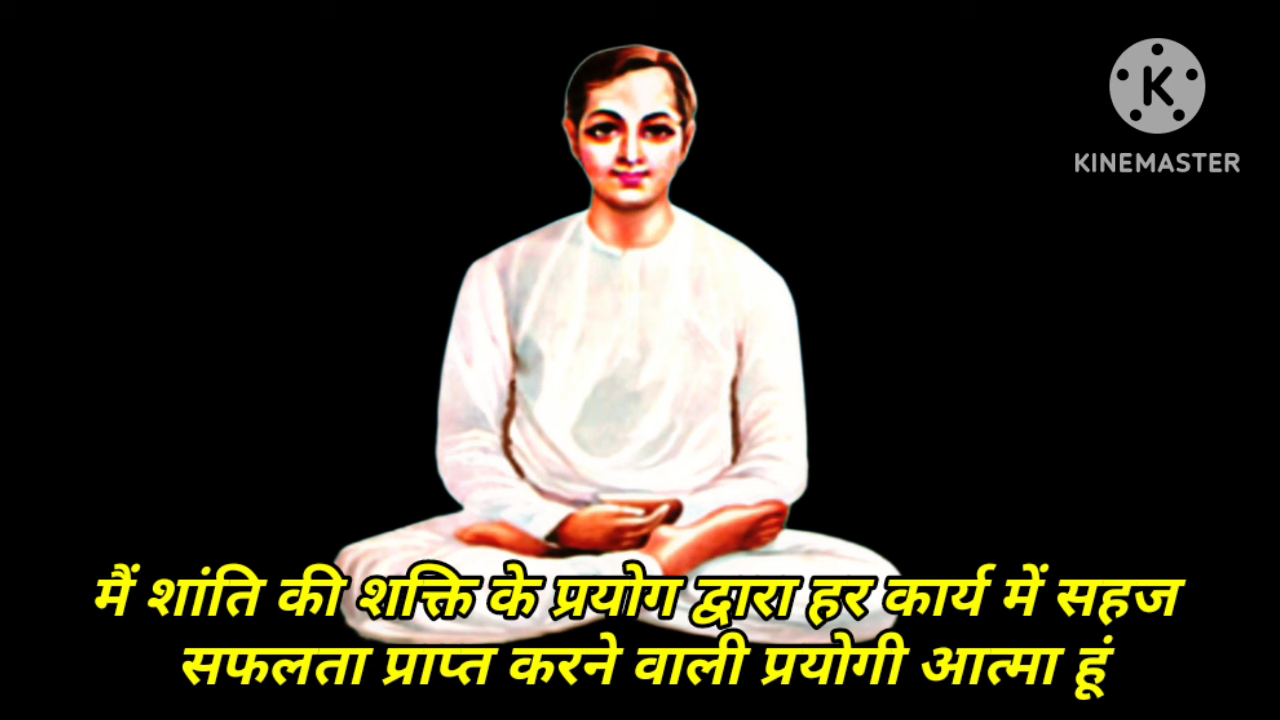 K
KINEMASTER
मैं शांति की शक्ति के प्रयोग द्वारा हर कार्य में सहज
सफलता प्राप्त करने वाली प्रयोगी आत्मा हूं